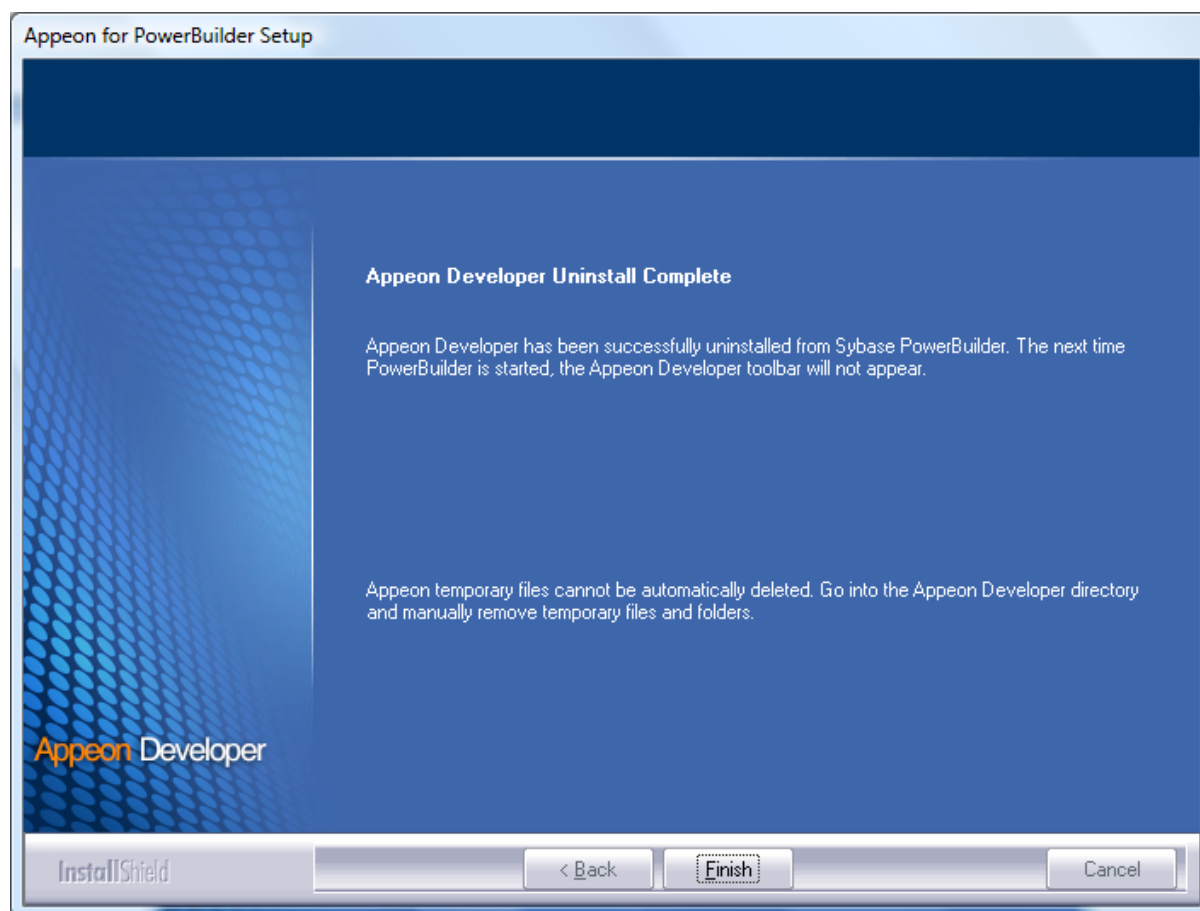 Appeon for PowerBuilder Setup
Appeon Developer Uninstall Complete
Appeon Developer has been successfully uninstalled from Sybase PowerBuilder. The next time
PowerBuilder is started, the Appeon Developer toolbar will not appear.
Appeon temporary files cannot be automatically deleted. Go into the Appeon Developer directory
and manually remove temporary files and folders.
Appeon Developer
InstallShield
< Back
Finish
Cancel